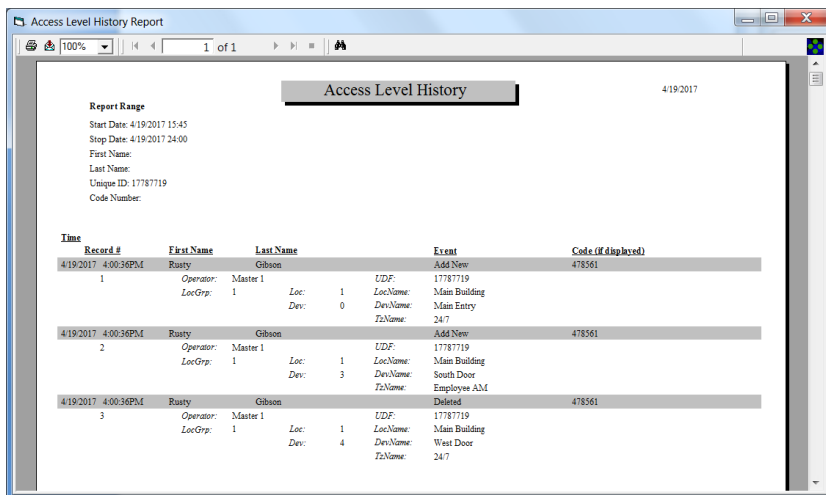 Access Level History Report
100% 1 of 1
Access Level History 4/19/2017
Report Range
Start Date: 4/19/2017 15:45
Stop Date: 4/19/2017 24:00
First Name:
Last Name:
Unique ID: 17787719
Code Number:
Time
Record # First Name Last Name Event Code (if displayed)
4/19/2017 4:00:36PM Rusty Gibson Add New 478561
1 Operator: Master 1 UDF: 17787719
LocGrp: 1 Loc: 1 LocName: Main Building
Dev: 0 DevName: Main Entry
TzName: 24/7
4/19/2017 4:00:36PM Rusty Gibson Add New 478561
2 Operator: Master 1 UDF: 17787719
LocGrp: 1 Loc: 1 LocName: Main Building
Dev: 3 DevName: South Door
TzName: Employee AM
4/19/2017 4:00:36PM Rusty Gibson Deleted 478561
3 Operator: Master 1 UDF: 17787719
LocGrp: 1 Loc: 1 LocName: Main Building
Dev: 4 DevName: West Door
TzName: 24/7